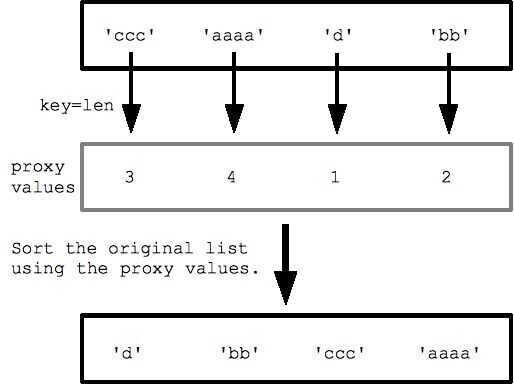 'ccc' 'aaaa' 'd' 'bb'
key=len
proxy
values
3 4 1 2
Sort the original list
using the proxy values.
'd' 'bb' 'ccc' 'aaaa'